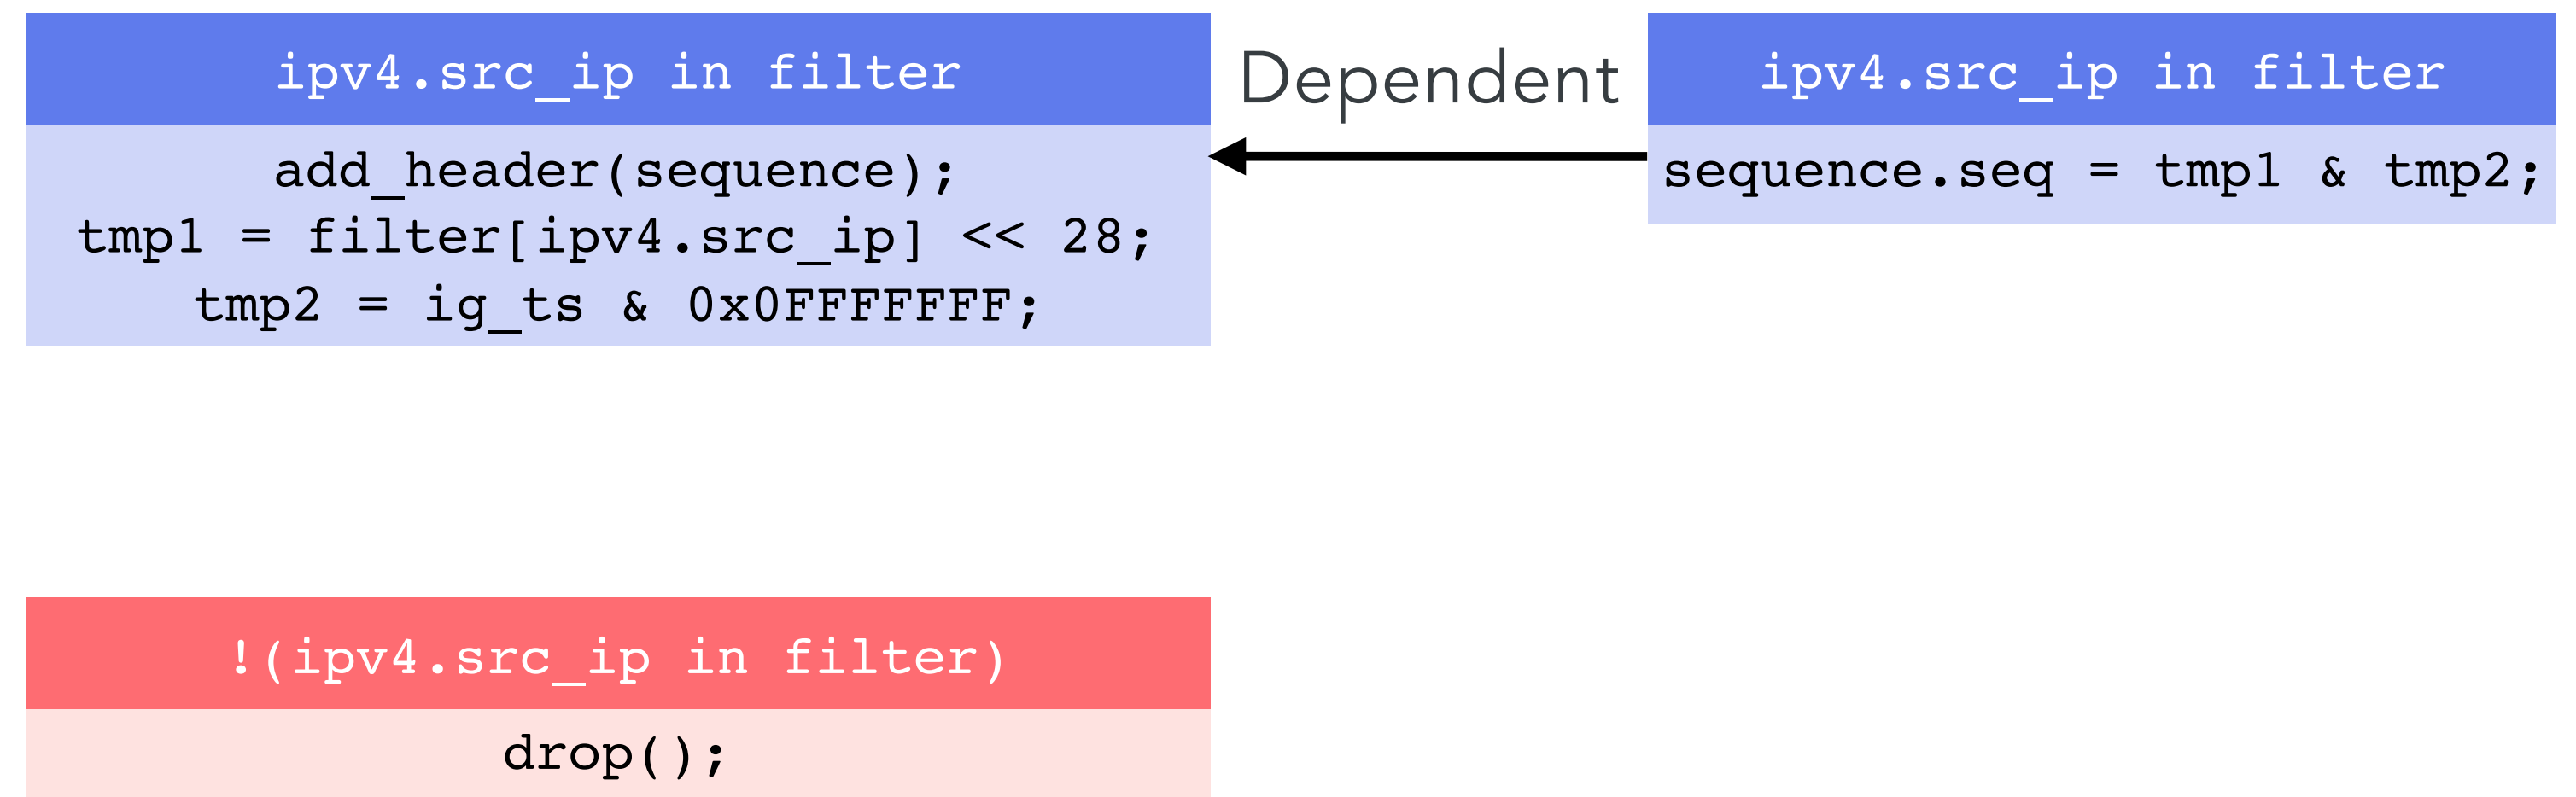 ipv4.src_ip in filter
add_header(sequence);
tmp1 = filter[ipv4.src_ip] << 28;
tmp2 = ig_ts & 0x0FFFFFFF;
Dependent
ipv4.src_ip in filter
sequence.seq = tmp1 & tmp2;
!(ipv4.src_ip in filter)
drop();